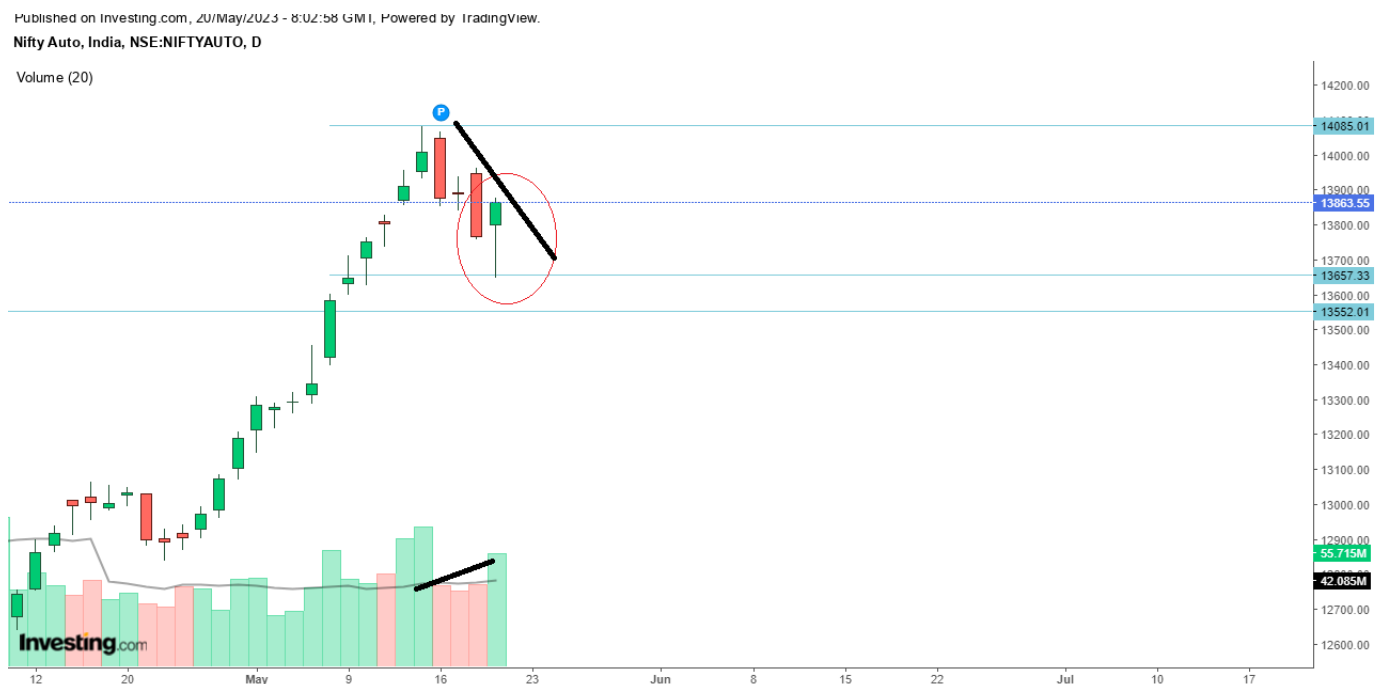 Published on Investing.com, 20/May/2023 - 8:02:58 GMT, Powered by TradingView.
Nifty Auto, India, NSE:NIFTYAUTO, D
Volume (20)
P
14200.00
14085.01
14000.00
13900.00
13863.55
13800.00
13700.00
13657.33
13600.00
13552.01
13500.00
13400.00
13300.00
13200.00
13100.00
13000.00
12900.00
55.715M
42.085M
12700.00
12600.00
Investing.com
12 20 May 9 16 23 Jun 8 15 22 Jul 10 17